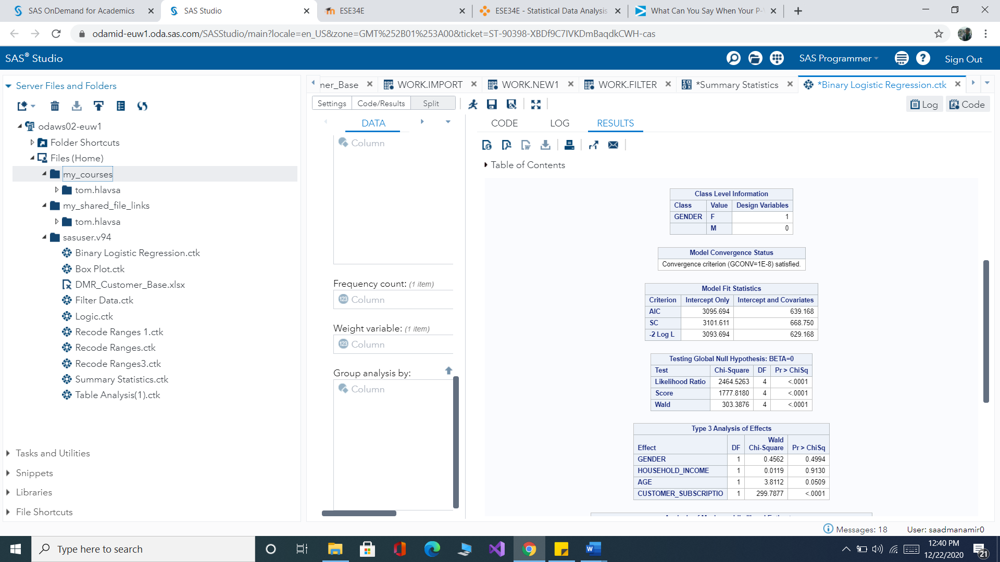 SAS OnDemand for Academics
SAS Studio
ESE34E
ESE34E - Statistical Data Analysis
What Can You Say When Your P-
odamid-euw1.oda.sas.com/SASStudio/main?locale=en_US&zone=GMT%252B01%253A00&ticket=ST-90398-XBDf9C7IVKDmBaqdkCWH-cas
SAS® Studio
SAS Programmer
Sign Out
Server Files and Folders
odaws02-euw1
Folder Shortcuts
Files (Home)
my_courses
tom.hlavsa
my_shared_file_links
tom.hlavsa
sasuser.v94
Binary Logistic Regression.ctk
Box Plot.ctk
DMR_Customer_Base.xlsx
Filter Data.ctk
Logic.ctk
Recode Ranges 1.ctk
Recode Ranges.ctk
Recode Ranges3.ctk
Summary Statistics.ctk
Table Analysis(1).ctk
Tasks and Utilities
Snippets
Libraries
File Shortcuts
mer_Base
WORK.IMPORT
WORK.NEW1
WORK.FILTER
*Summary Statistics
*Binary Logistic Regression.ctk
Settings
Code/Results
Split
Log
Code
DATA
Column
Frequency count: (1 item)
123 Column
Weight variable: (1 item)
123 Column
Group analysis by:
Column
CODE
LOG
RESULTS
Table of Contents
Class Level Information
Class Value Design Variables
GENDER F 1
M 0
Model Convergence Status
Convergence criterion (GCONV=1E-8) satisfied.
Model Fit Statistics
Criterion Intercept Only Intercept and Covariates
AIC 3095.694 639.168
SC 3101.611 668.750
-2 Log L 3093.694 629.168
Testing Global Null Hypothesis: BETA=0
Test Chi-Square DF Pr > ChiSq
Likelihood Ratio 2464.5263 4 <.0001
Score 1777.8180 4 <.0001
Wald 303.3876 4 <.0001
Type 3 Analysis of Effects
Effect DF Wald Chi-Square Pr > ChiSq
GENDER 1 0.4562 0.4994
HOUSEHOLD_INCOME 1 0.0119 0.9130
AGE 1 3.8112 0.0509
CUSTOMER_SUBSCRIPTIO 1 299.7877 <.0001
Messages: 18
User: saadmanamir0
Type here to search
12:40 PM
12/22/2020
21